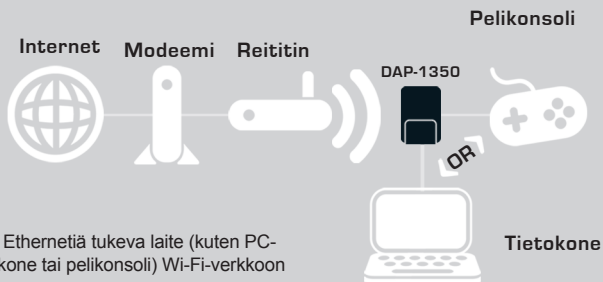 Pelikonsoli
Internet
Modeemi
Reititin
DAP-1350
OR
Tietokone
Ethernetiä tukeva laite (kuten PC-
kone tai pelikonsoli) Wi-Fi-verkkoon